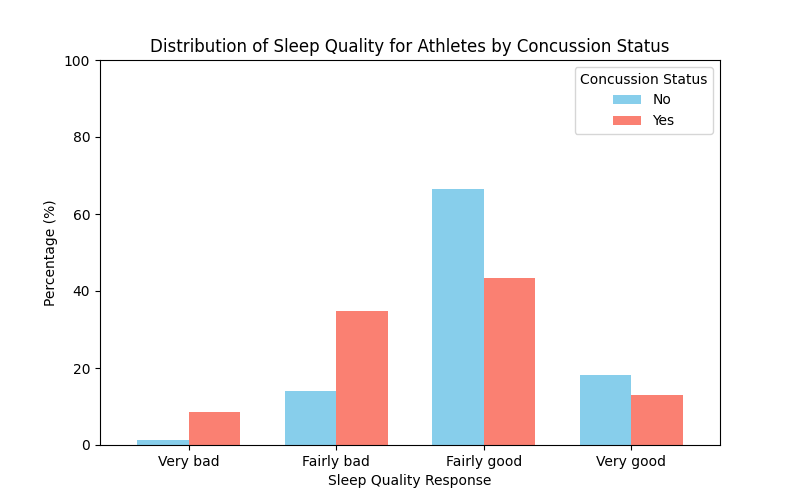 Distribution of Sleep Quality for Athletes by Concussion Status
Concussion Status
No
Yes
100
80
60
40
20
0
Percentage (%)
Very bad
Fairly bad
Fairly good
Very good
Sleep Quality Response